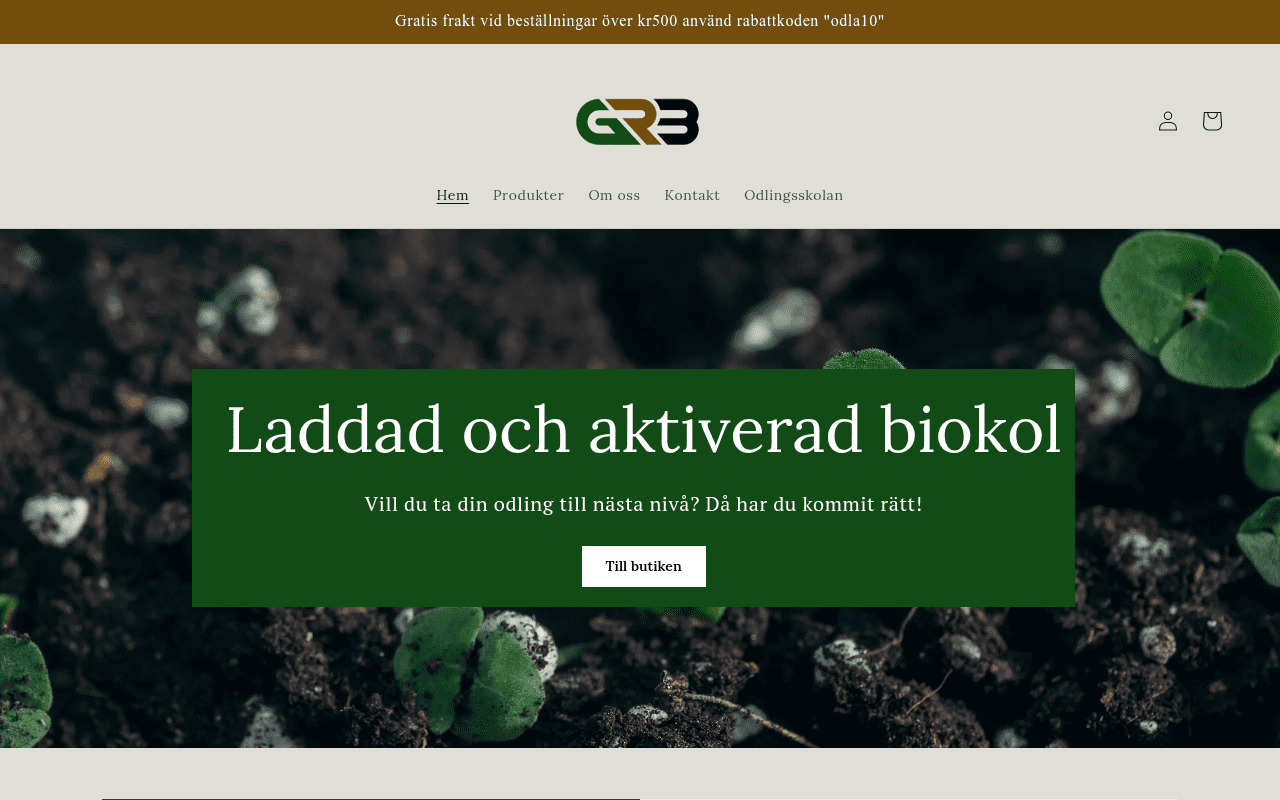 Gratis frakt vid beställningar över kr500 använd rabattkoden "odla10"
GRB
Hem
Produkter
Om oss
Kontakt
Odlingsskolan
Laddad och aktiverad biokol
Vill du ta din odling till nästa nivå? Då har du kommit rätt!
Till butiken